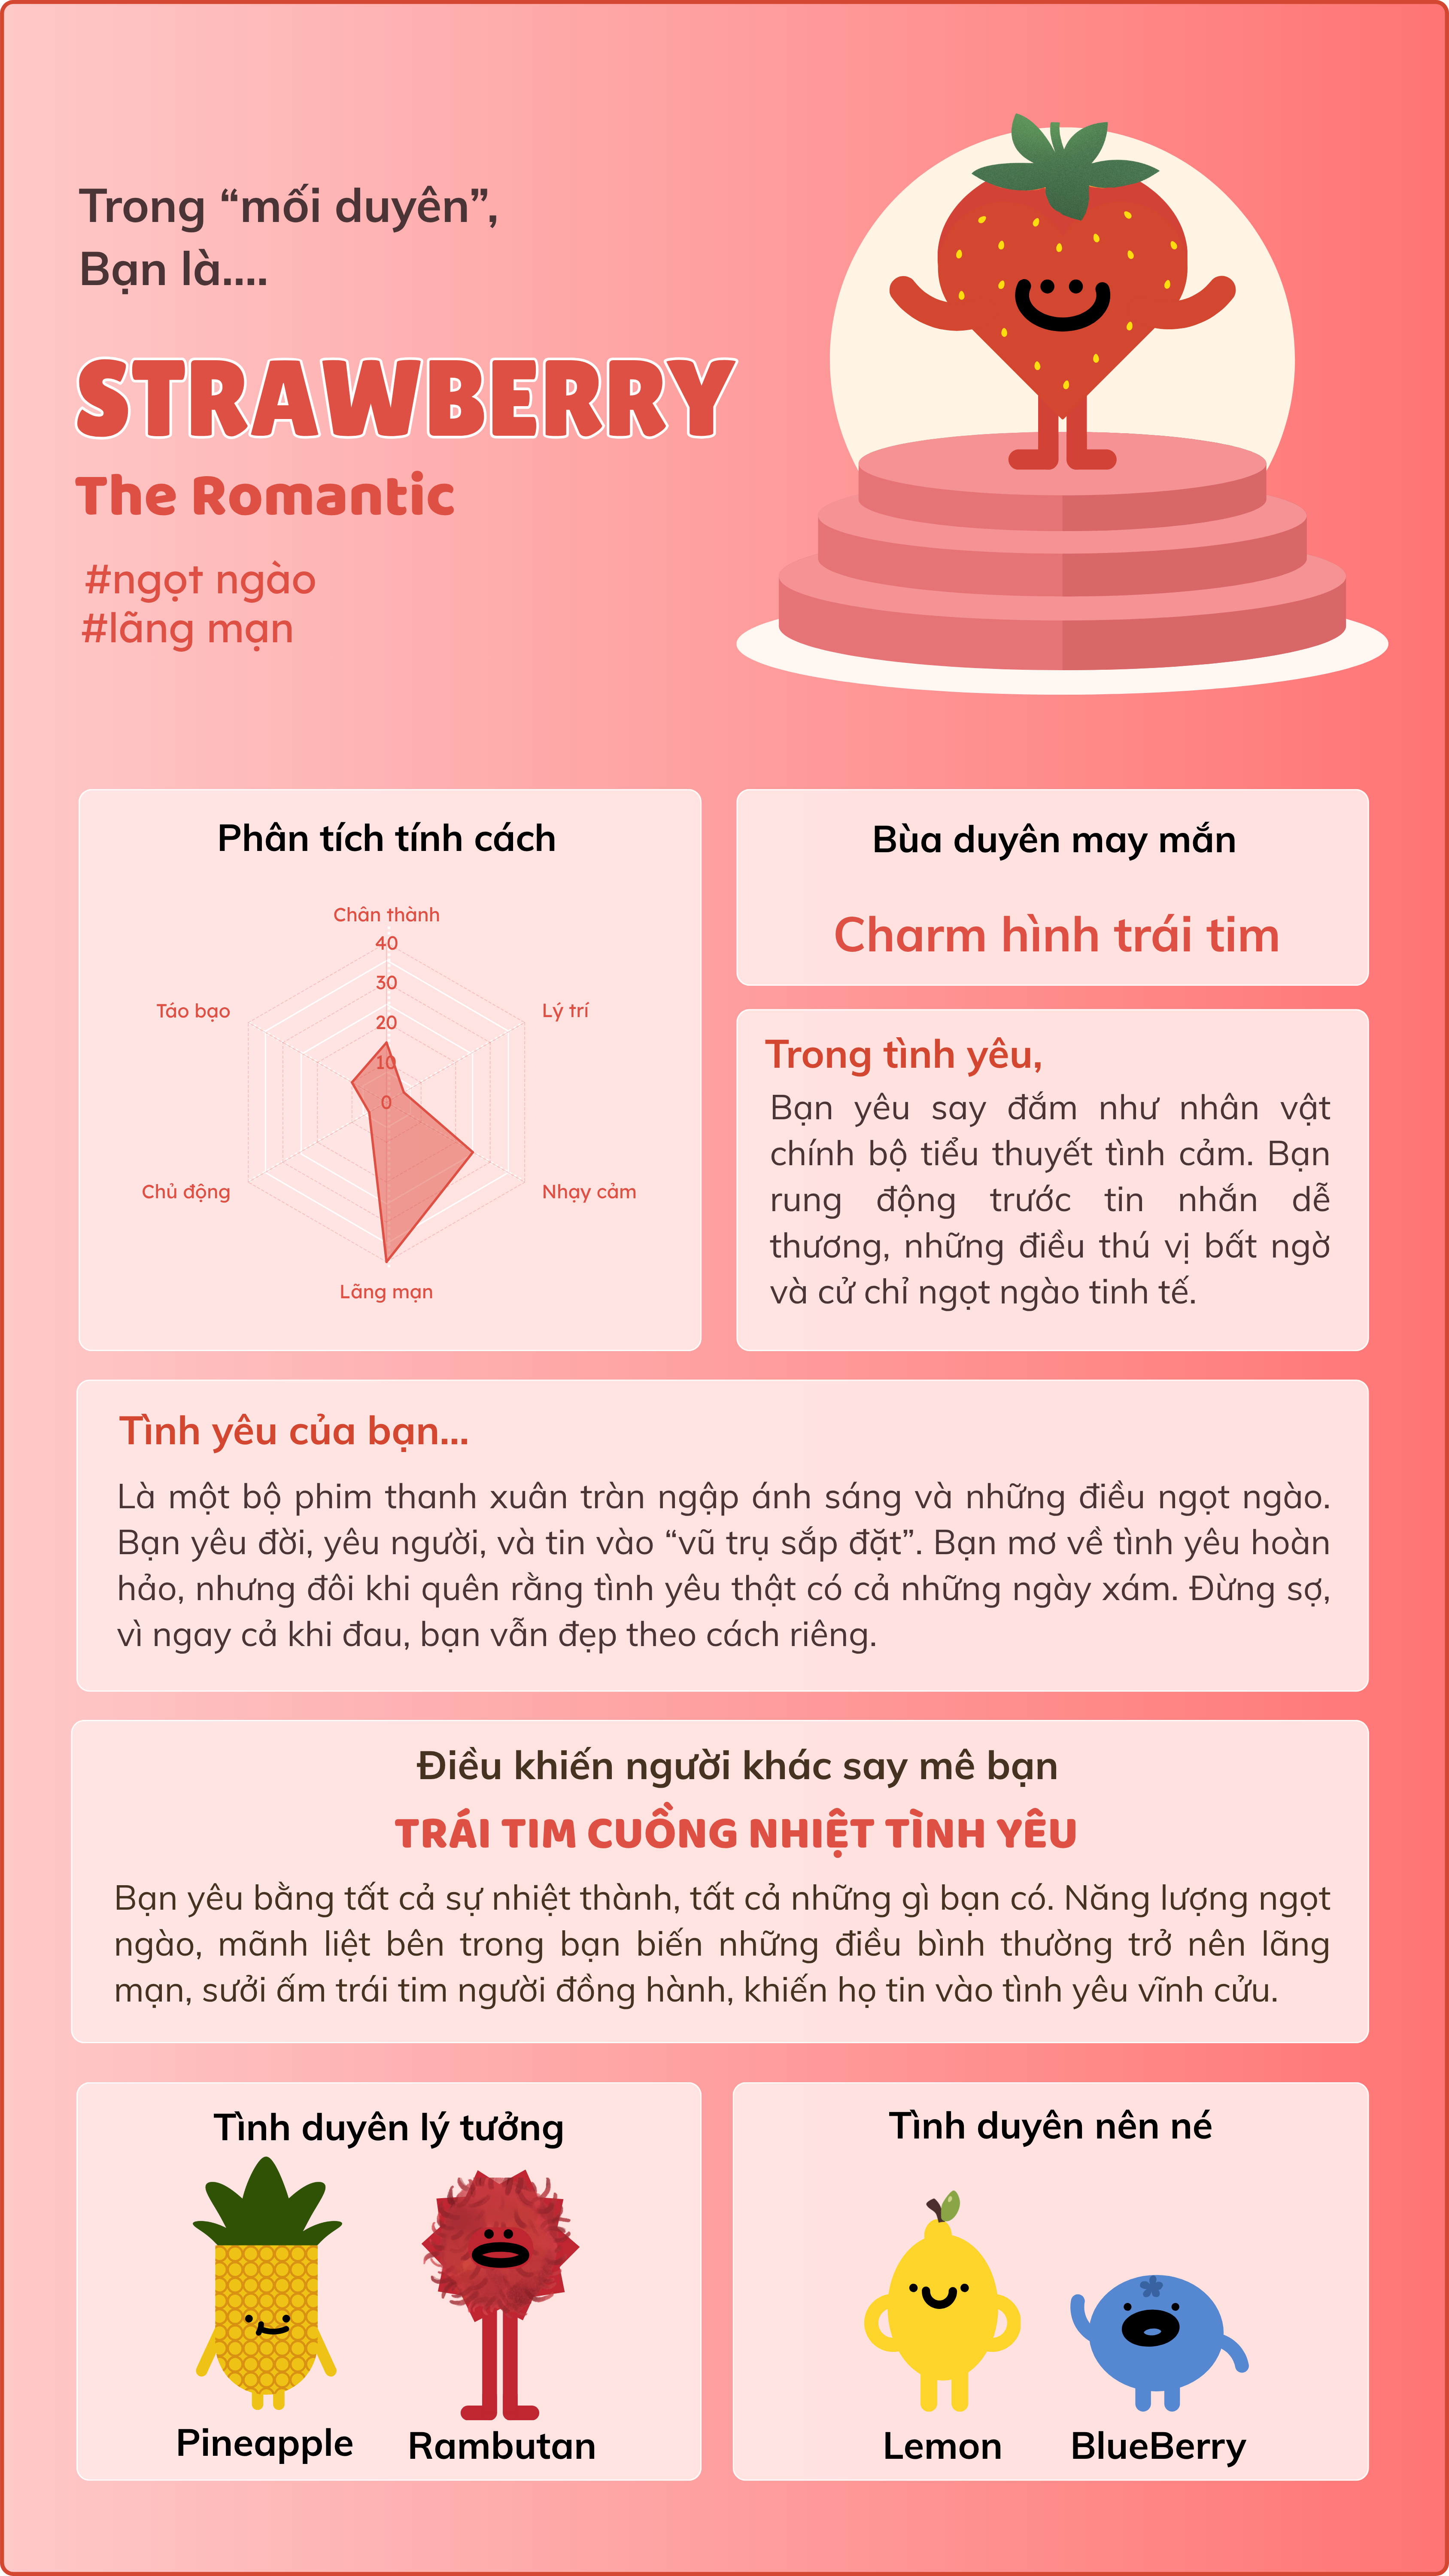 Trong “mối duyên”,
Bạn là....
STRAWBERRY
The Romantic
#ngọt ngào
#lãng mạn
Phân tích tính cách
Chân thành
40
30
20
10
0
Táo bạo
Lý trí
Chủ động
Nhạy cảm
Lãng mạn
Bùa duyên may mắn
Charm hình trái tim
Trong tình yêu,
Bạn yêu say đắm như nhân vật
chính bộ tiểu thuyết tình cảm. Bạn
rung động trước tin nhắn dễ
thương, những điều thú vị bất ngờ
và cử chỉ ngọt ngào tinh tế.
Tình yêu của bạn...
Là một bộ phim thanh xuân tràn ngập ánh sáng và những điều ngọt ngào.
Bạn yêu đời, yêu người, và tin vào “vũ trụ sắp đặt”. Bạn mơ về tình yêu hoàn
hảo, nhưng đôi khi quên rằng tình yêu thật có cả những ngày xám. Đừng sợ,
vì ngay cả khi đau, bạn vẫn đẹp theo cách riêng.
Điều khiến người khác say mê bạn
TRÁI TIM CUỒNG NHIỆT TÌNH YÊU
Bạn yêu bằng tất cả sự nhiệt thành, tất cả những gì bạn có. Năng lượng ngọt
ngào, mãnh liệt bên trong bạn biến những điều bình thường trở nên lãng
mạn, sưởi ấm trái tim người đồng hành, khiến họ tin vào tình yêu vĩnh cửu.
Tình duyên lý tưởng
Pineapple
Rambutan
Tình duyên nên né
Lemon
BlueBerry